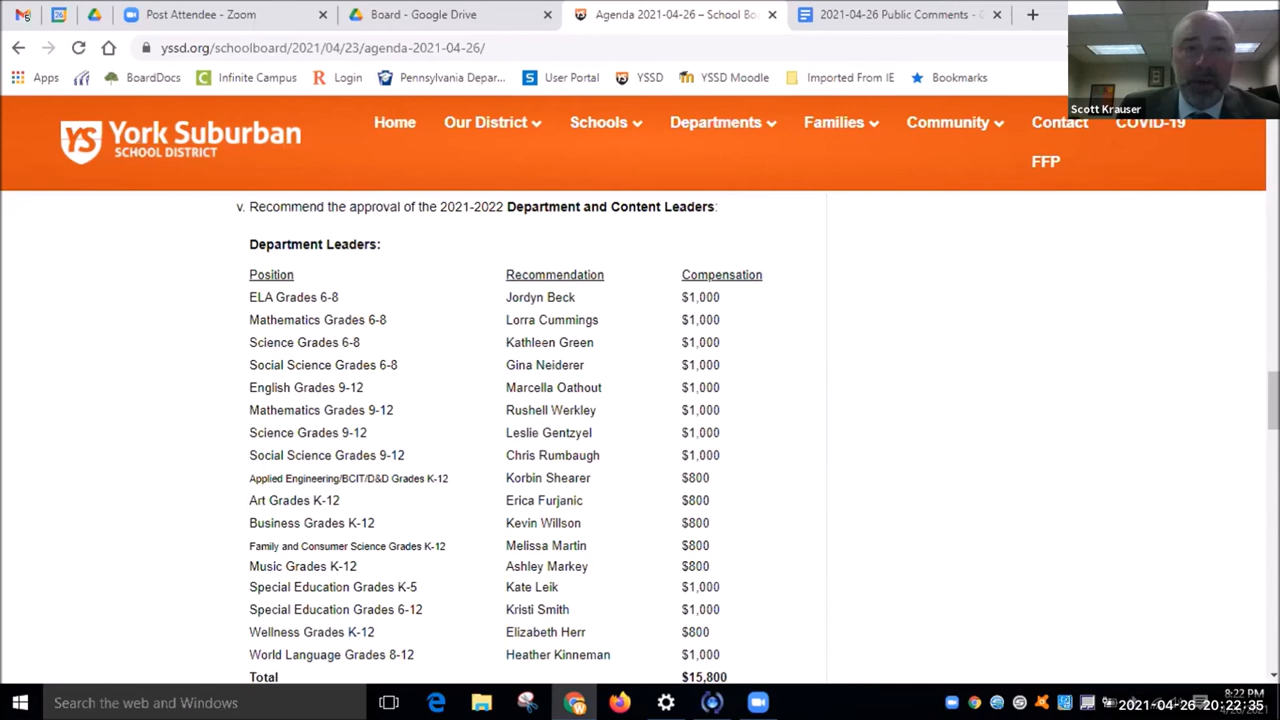 Post Attendee - Zoom
Board - Google Drive
Agenda 2021-04-26 – School Bo
2021-04-26 Public Comments - G
yssd.org/schoolboard/2021/04/23/agenda-2021-04-26/
Apps
BoardDocs
Infinite Campus
Login
Pennsylvania Depar...
User Portal
YSSD
YSSD Moodle
Imported From IE
Bookmarks
Scott Krauser
YS York Suburban
SCHOOL DISTRICT
Home Our District Schools Departments Families Community Contact COVID-19
FFP
v. Recommend the approval of the 2021-2022 Department and Content Leaders:
Department Leaders:
Position Recommendation Compensation
ELA Grades 6-8 Jordyn Beck $1,000
Mathematics Grades 6-8 Lorra Cummings $1,000
Science Grades 6-8 Kathleen Green $1,000
Social Science Grades 6-8 Gina Neiderer $1,000
English Grades 9-12 Marcella Oathout $1,000
Mathematics Grades 9-12 Rushell Werkley $1,000
Science Grades 9-12 Leslie Gentzyel $1,000
Social Science Grades 9-12 Chris Rumbaugh $1,000
Applied Engineering/BCIT/D&D Grades K-12 Korbin Shearer $800
Art Grades K-12 Erica Furjanic $800
Business Grades K-12 Kevin Willson $800
Family and Consumer Science Grades K-12 Melissa Martin $800
Music Grades K-12 Ashley Markey $800
Special Education Grades K-5 Kate Leik $1,000
Special Education Grades 6-12 Kristi Smith $1,000
Wellness Grades K-12 Elizabeth Herr $800
World Language Grades 8-12 Heather Kinneman $1,000
Total $15,800
Search the web and Windows
8:22 PM
2021-04-26 20:22:35